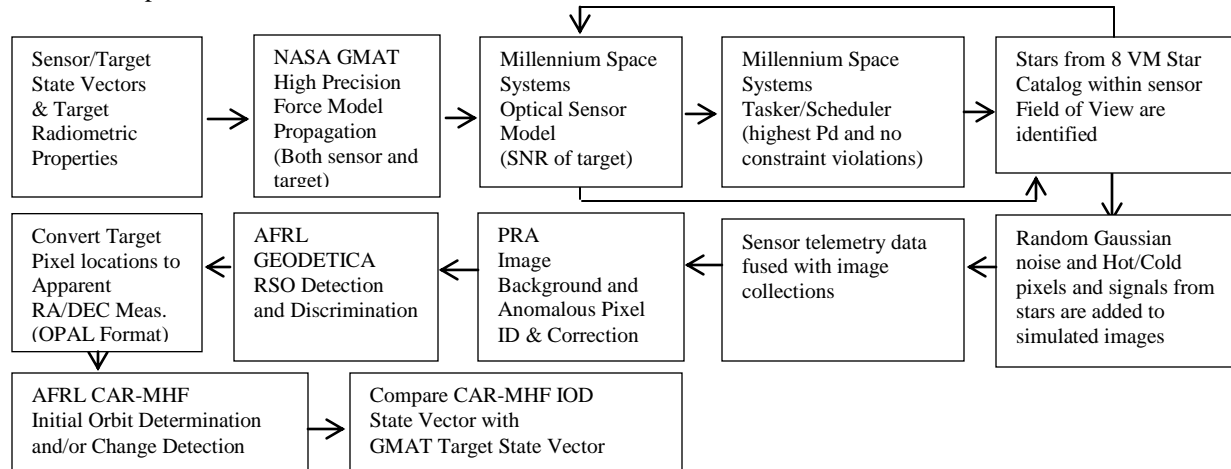 Sensor/Target
State Vectors
& Target
Radiometric
Properties
NASA GMAT
High Precision
Force Model
Propagation
(Both sensor and
target)
Millennium Space
Systems
Optical Sensor
Model
(SNR of target)
Millennium Space
Systems
Tasker/Scheduler
(highest Pd and no
constraint violations)
Stars from 8 VM Star
Catalog within sensor
Field of View are
identified
Random Gaussian
noise and Hot/Cold
pixels and signals from
stars are added to
simulated images
Sensor telemetry data
fused with image
collections
PRA
Image
Background and
Anomalous Pixel
ID & Correction
AFRL
GEODETICA
RSO Detection
and Discrimination
Convert Target
Pixel locations to
Apparent
RA/DEC Meas.
(OPAL Format)
AFRL CAR-MHF
Initial Orbit Determination
and/or Change Detection
Compare CAR-MHF IOD
State Vector with
GMAT Target State Vector